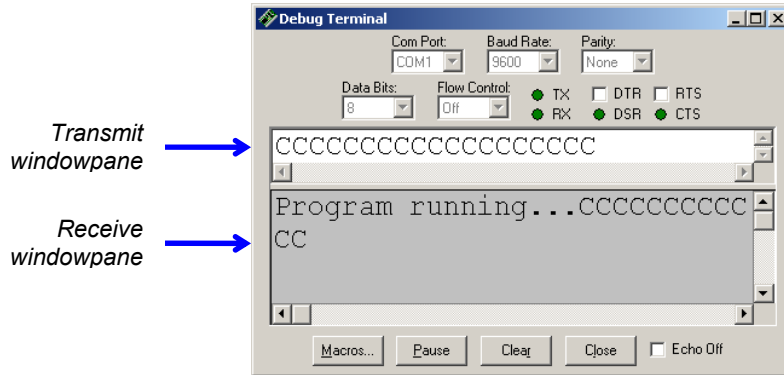 Debug Terminal
Com Port: Baud Rate: Parity:
COM1 9600 None
Data Bits: Flow Control: TX DTR RTS
8 Off RX DSR CTS
Transmit
windowpane
CCCCCCCCCCCCCCCCCCC
Receive
windowpane
Program running...CCCCCCCCCC
CC
Macros... Pause Clear Close Echo Off